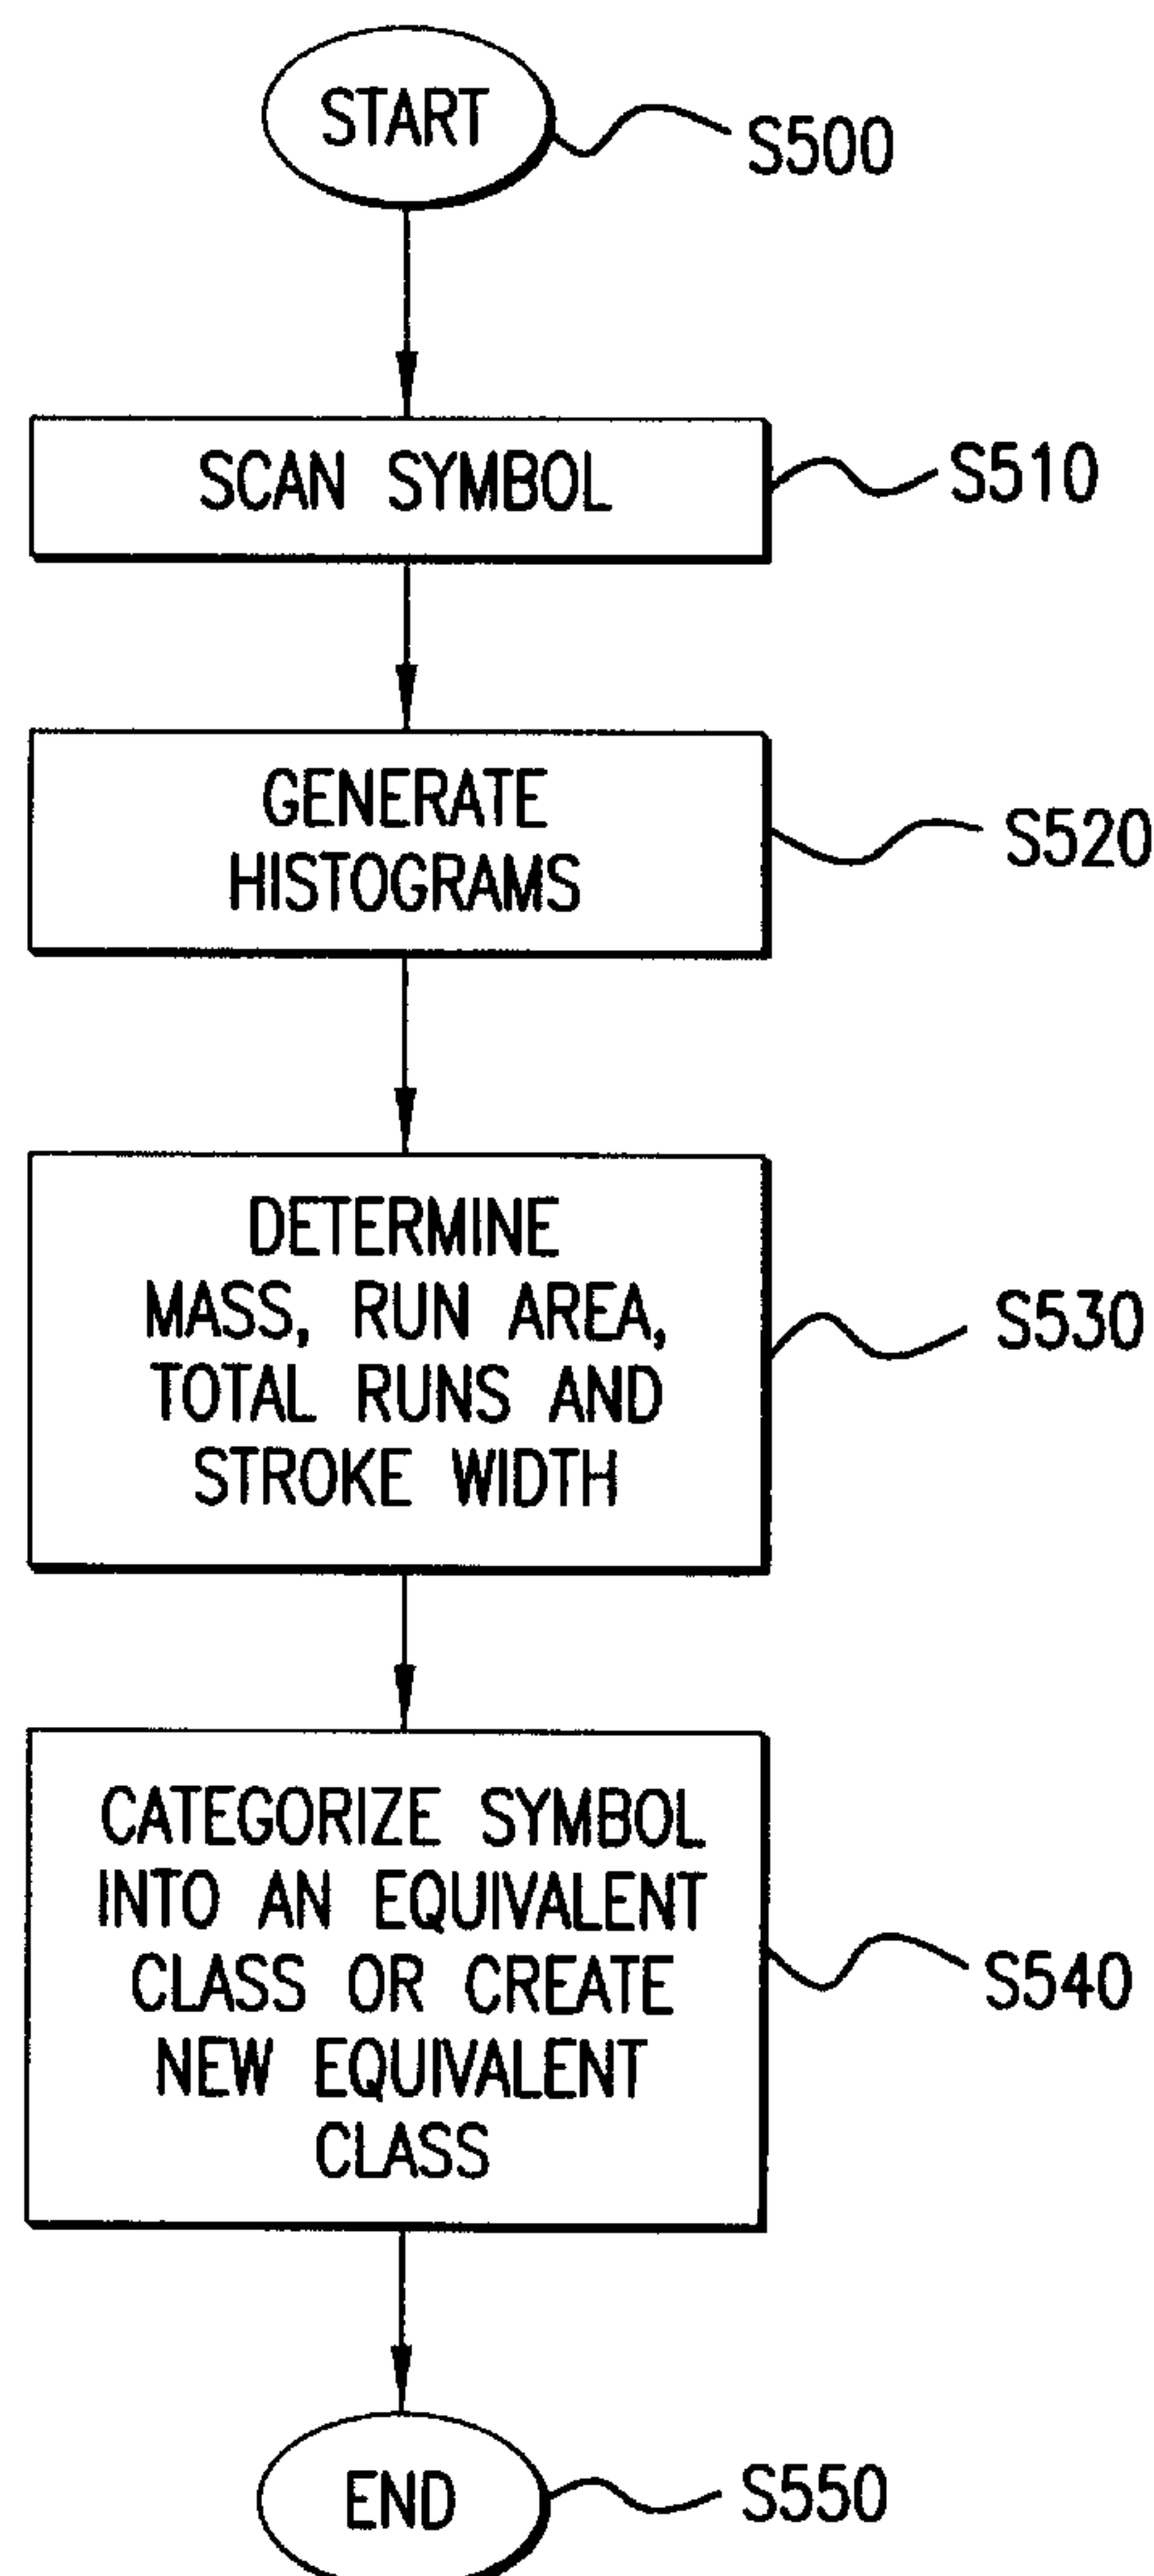 START
S500
SCAN SYMBOL
S510
GENERATE
HISTOGRAMS
S520
DETERMINE
MASS, RUN AREA,
TOTAL RUNS AND
STROKE WIDTH
S530
CATEGORIZE SYMBOL
INTO AN EQUIVALENT
CLASS OR CREATE
NEW EQUIVALENT
CLASS
S540
END
S550